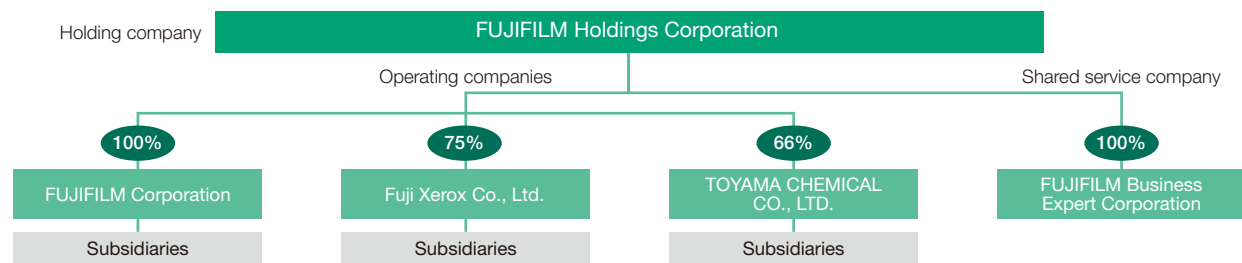 Holding company
FUJIFILM Holdings Corporation
Operating companies
Shared service company
100%
75%
66%
100%
FUJIFILM Corporation
Fuji Xerox Co., Ltd.
TOYAMA CHEMICAL
CO., LTD.
FUJIFILM Business
Expert Corporation
Subsidiaries
Subsidiaries
Subsidiaries